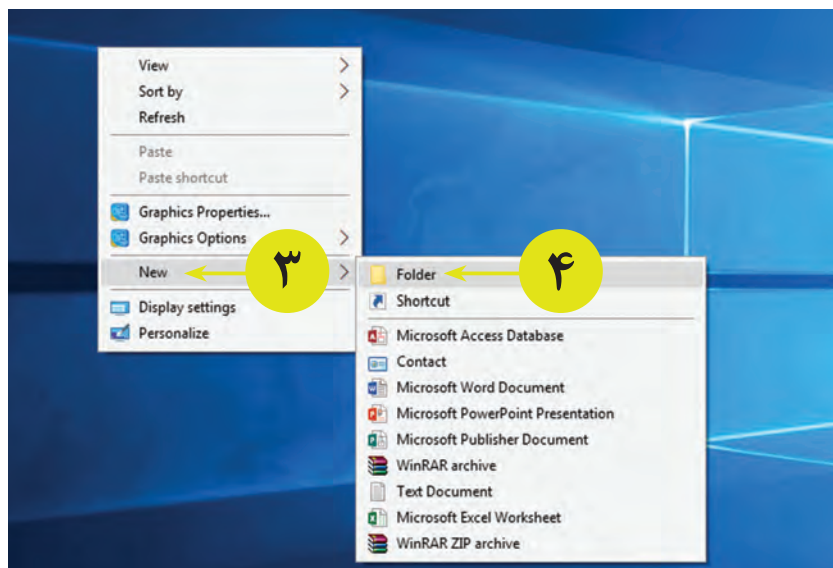 View
Sort by
Refresh
Paste
Paste shortcut
Graphics Properties...
Graphics Options
New ۳
Display settings
Personalize
Folder ۴
Shortcut
Microsoft Access Database
Contact
Microsoft Word Document
Microsoft PowerPoint Presentation
Microsoft Publisher Document
WinRAR archive
Text Document
Microsoft Excel Worksheet
WinRAR ZIP archive